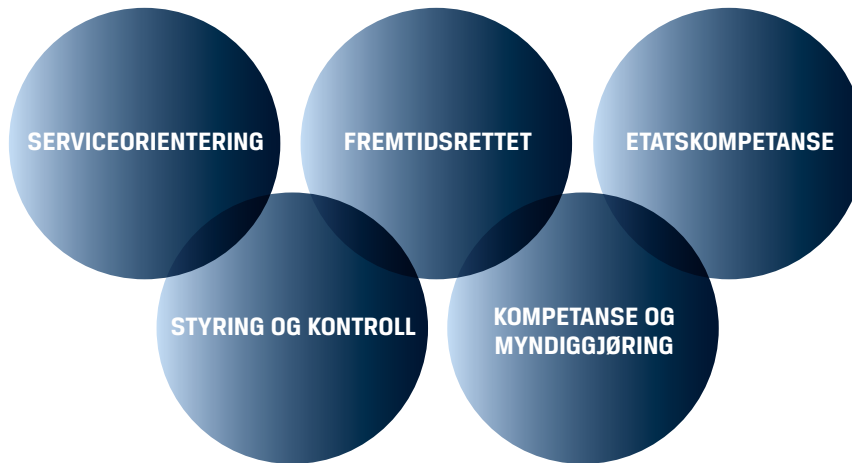 SERVICEORIENTERING
FREMTIDSRETTET
ETATSKOMPETANSE
STYRING OG KONTROLL
KOMPETANSE OG
MYNDIGGJØRING